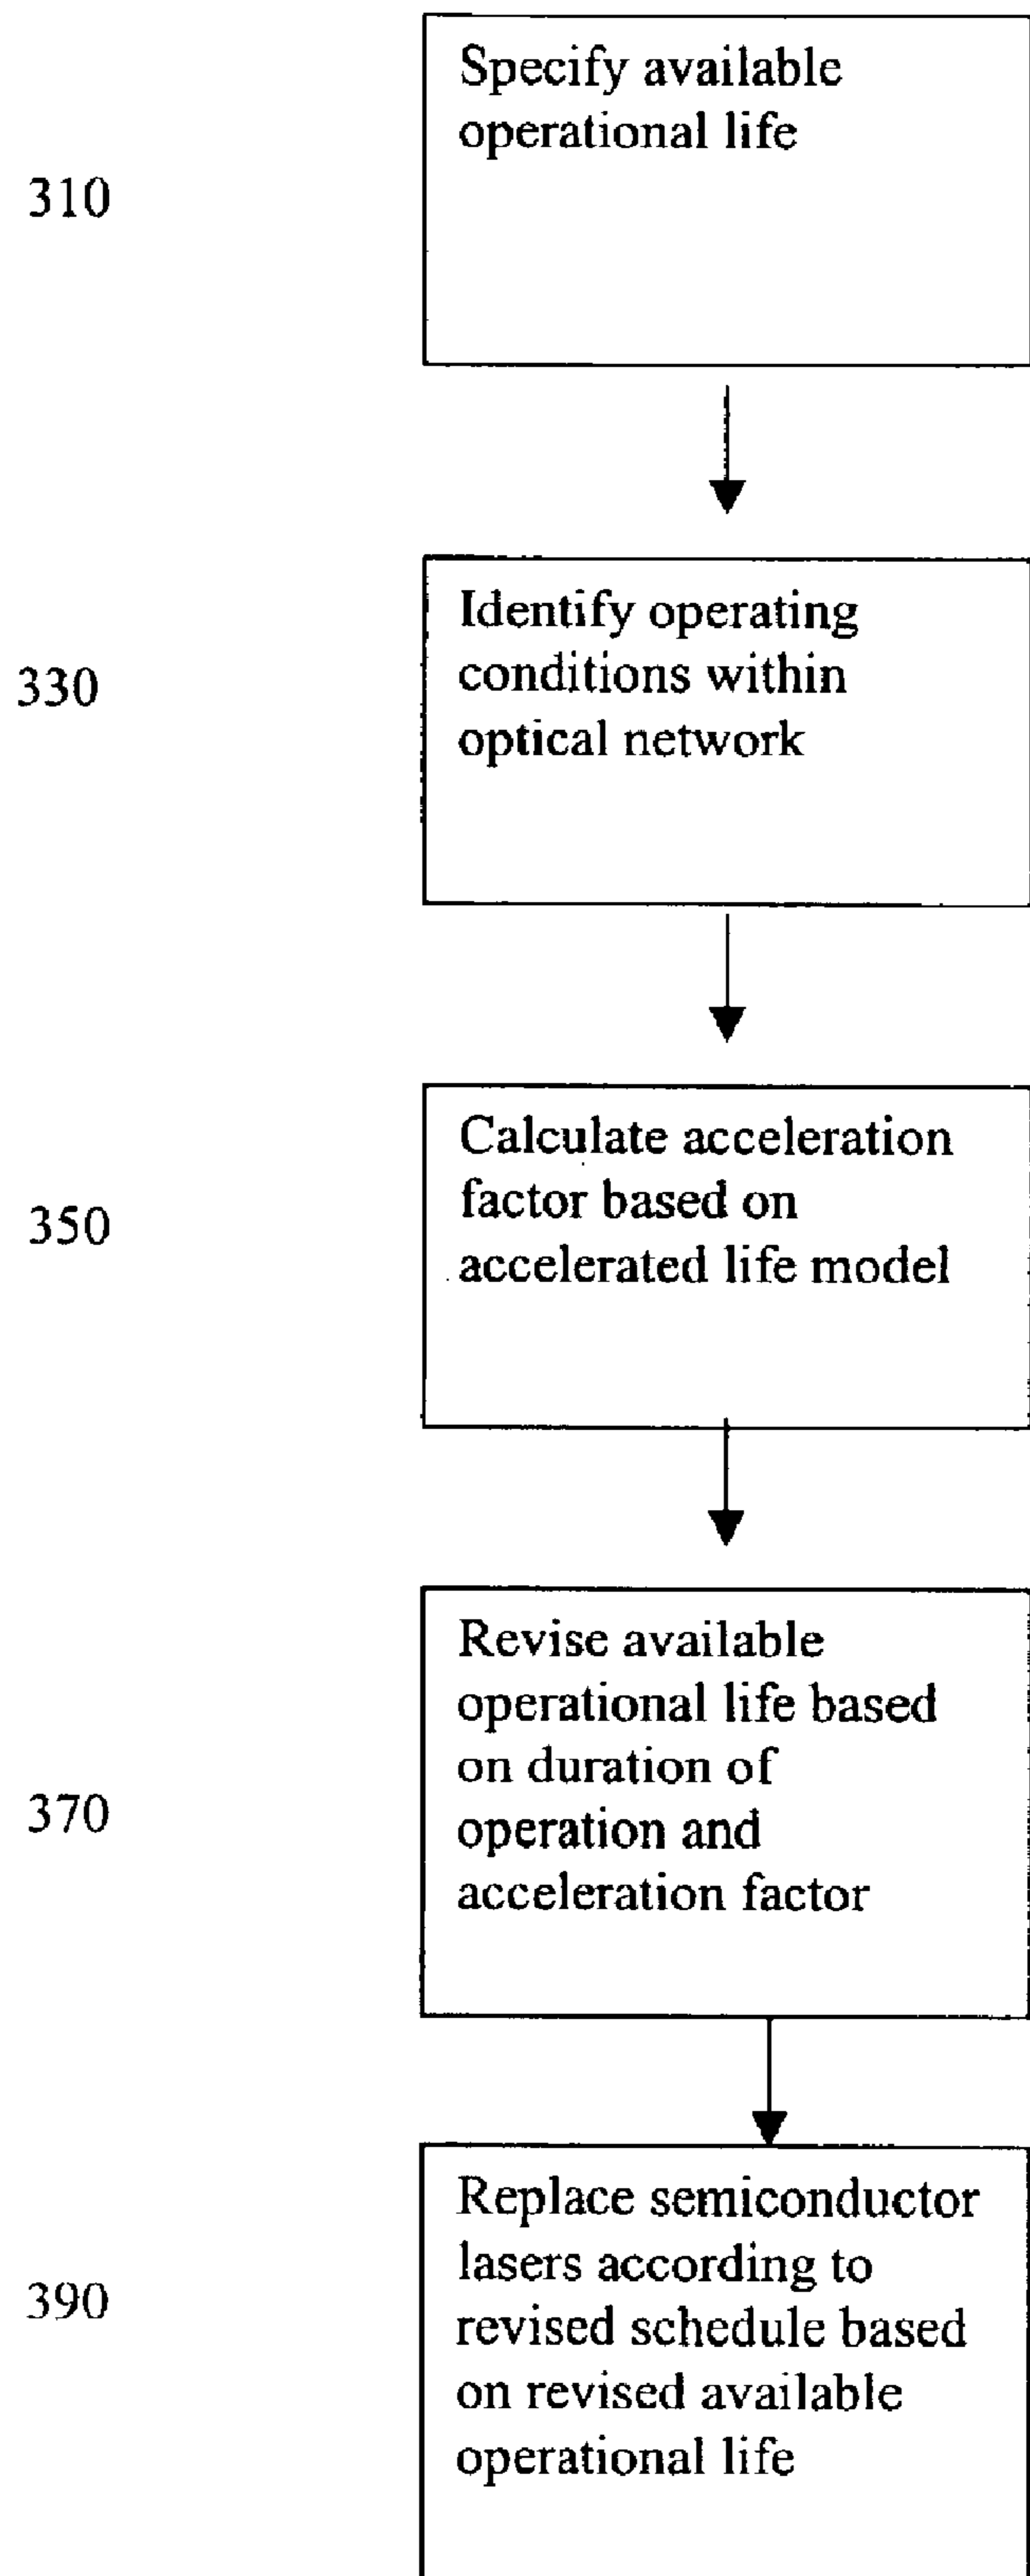 Specify available
operational life
310
Identify operating
conditions within
optical network
330
Calculate acceleration
factor based on
accelerated life model
350
Revise available
operational life based
on duration of
operation and
acceleration factor
370
Replace semiconductor
lasers according to
revised schedule based
on revised available
operational life
390